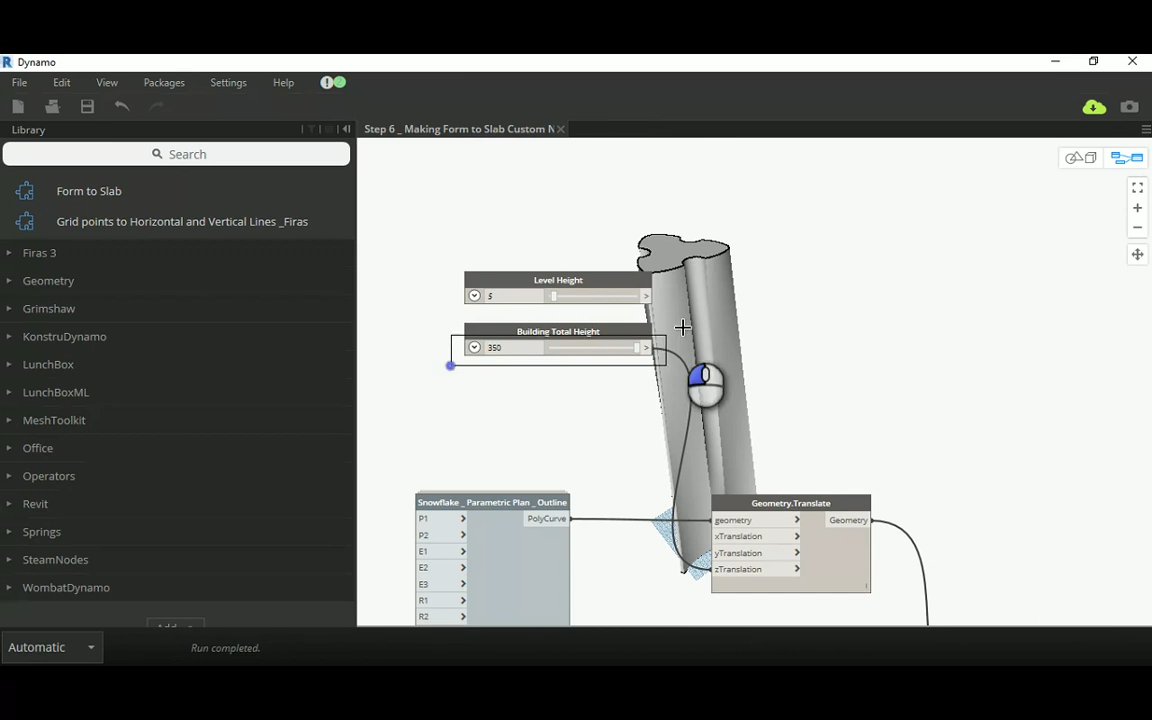 Dynamo
File Edit View Packages Settings Help
Library
Step 6 _ Making Form to Slab Custom N
Search
Form to Slab
Grid points to Horizontal and Vertical Lines _Firas
Firas 3
Geometry
Grimshaw
KonstruDynamo
LunchBox
LunchBoxML
MeshToolkit
Office
Operators
Revit
Springs
SteamNodes
WombatDynamo
Level Height
5
>
Building Total Height
350
>
Snowflake_ Parametric Plan _Outline
P1 > PolyCurve
P2 >
E1 >
E2 >
E3 >
R1 >
R2 >
Geometry.Translate
geometry > Geometry
xTranslation >
yTranslation >
zTranslation >
Automatic
Run completed.